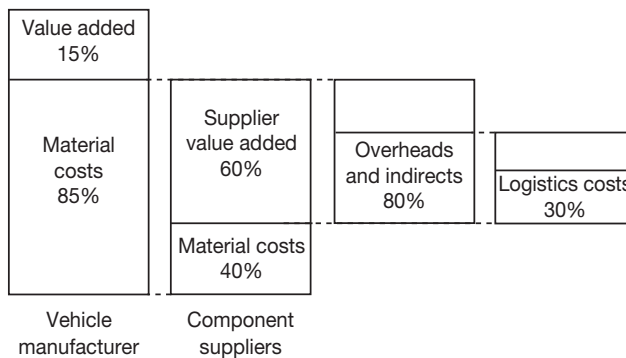 Value added
15%
Material
costs
85%
Supplier
value added
60%
Material costs
40%
Overheads
and indirects
80%
Logistics costs
30%
Vehicle
manufacturer
Component
suppliers